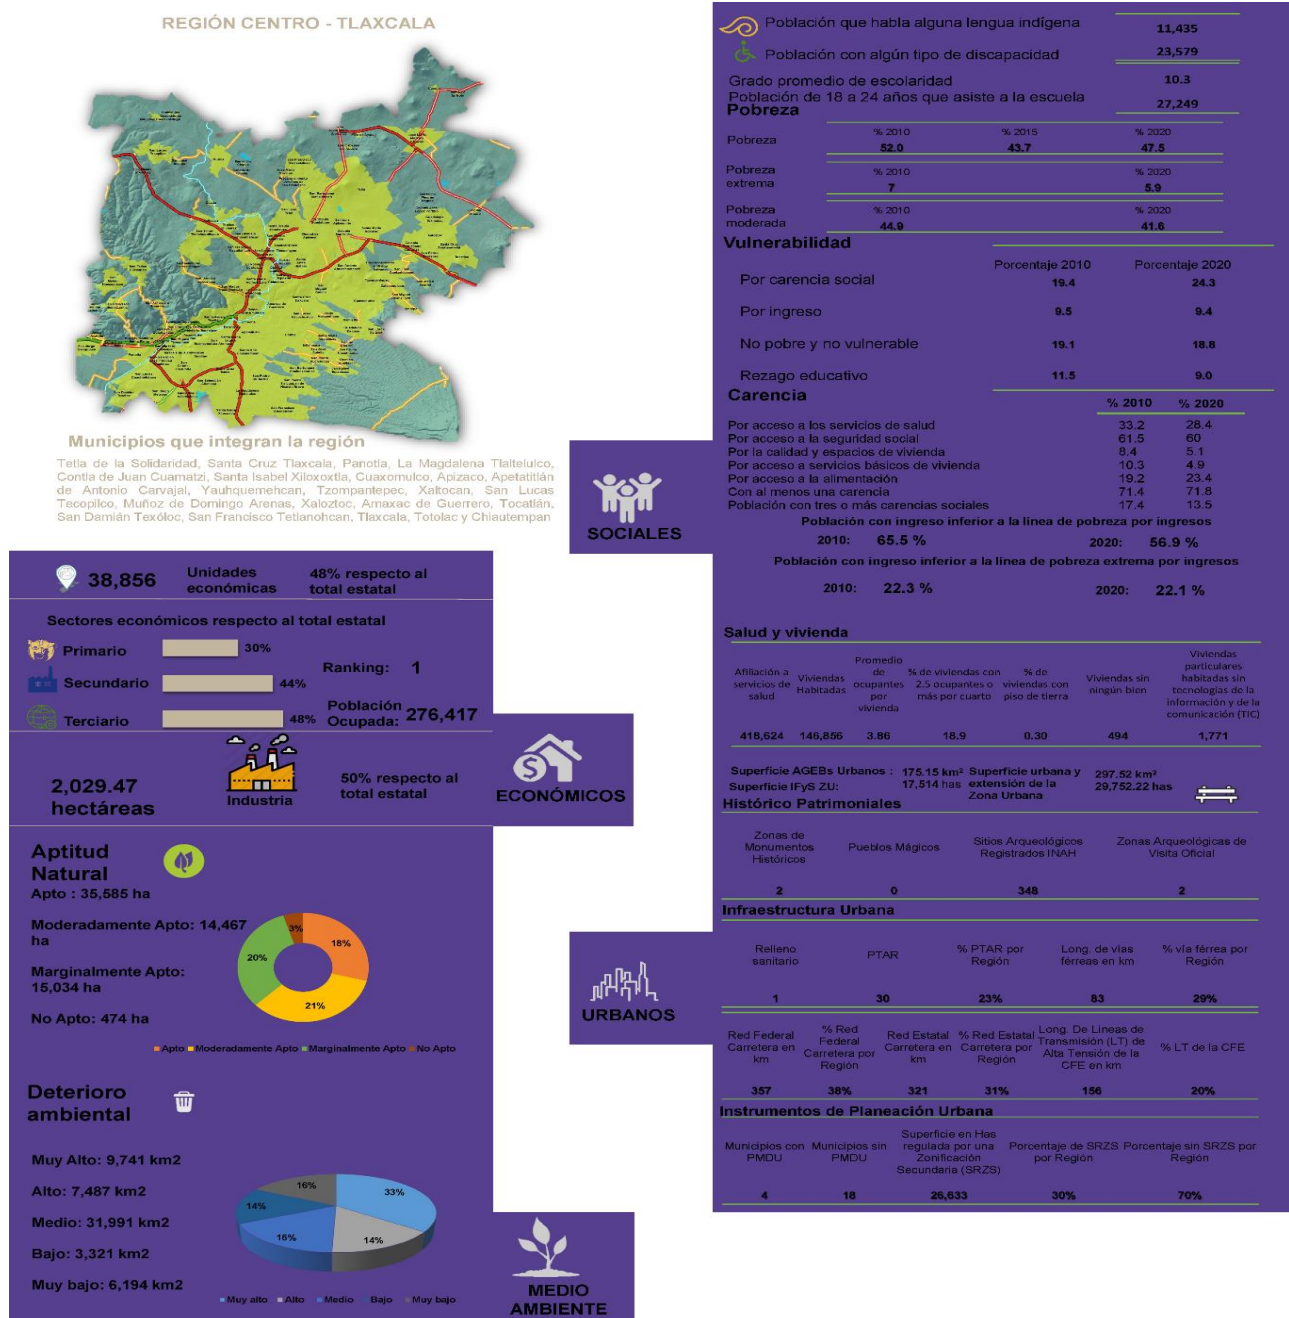 REGIÓN CENTRO - TLAXCALA
Municipios que integran la región
Tetla de la Solidaridad, Santa Cruz Tlaxcala, Panotla, La Magdalena Tlaltelulco,
Contla de Juan Cuamatzi, Santa Isabel Xiloxoxtla, Cuaxomulco, Apizaco, Apetatitlán
de Antonio Carvajal, Yauhquemehcan, Tzompantepec, Xaltocan, San Lucas
Tecopilco, Muñoz de Domingo Arenas, Xaloztoc, Amaxac de Guerrero, Tocatlán,
San Damián Texóloc, San Francisco Tetlanohcan, Tlaxcala, Totolac y Chiautempan
SOCIALES
Población que habla alguna lengua indígena 11,435
Población con algún tipo de discapacidad 23,579
Grado promedio de escolaridad 10.3
Población de 18 a 24 años que asiste a la escuela 27,249
Pobreza
% 2010 % 2015 % 2020
Pobreza 52.0 43.7 47.5
% 2010 % 2020
Pobreza extrema 7 5.9
% 2010 % 2020
Pobreza moderada 44.9 41.6
Vulnerabilidad
Porcentaje 2010 Porcentaje 2020
Por carencia social 19.4 24.3
Por ingreso 9.5 9.4
No pobre y no vulnerable 19.1 18.8
Rezago educativo 11.5 9.0
Carencia
% 2010 % 2020
Por acceso a los servicios de salud 33.2 28.4
Por acceso a la seguridad social 61.5 60
Por la calidad y espacios de vivienda 8.4 5.1
Por acceso a servicios básicos de vivienda 10.3 4.9
Por acceso a la alimentación 19.2 23.4
Con al menos una carencia 71.4 71.8
Población con tres o más carencias sociales 17.4 13.5
Población con ingreso inferior a la línea de pobreza por ingresos
2010: 65.5 % 2020: 56.9 %
Población con ingreso inferior a la línea de pobreza extrema por ingresos
2010: 22.3 % 2020: 22.1 %
Salud y vivienda
Afiliación a servicios de salud
Viviendas Habitadas
Promedio de ocupantes por vivienda
% de viviendas con 2.5 ocupantes o más por cuarto
% de viviendas con piso de tierra
Viviendas sin ningún bien
Viviendas particulares habitadas sin tecnologías de la información y de la comunicación (TIC)
418,624 146,856 3.86 18.9 0.30 494 1,771
Superficie AGEBs Urbanos : 175.15 km²
Superficie IFyS ZU: 17,514 has
Superficie urbana y extensión de la Zona Urbana
297.52 km²
29,752.22 has
Histórico Patrimoniales
Zonas de Monumentos Históricos
Pueblos Mágicos
Sitios Arqueológicos Registrados INAH
Zonas Arqueológicas de Visita Oficial
2 0 348 2
Infraestructura Urbana
Relleno sanitario
PTAR
% PTAR por Región
Long. de vías férreas en km
% vía férrea por Región
1 30 23% 83 29%
Red Federal Carretera en km
% Red Federal Carretera por Región
Red Estatal Carretera en km
% Red Estatal Carretera por Región
Long. De Lineas de Transmisión (LT) de Alta Tensión de la CFE en km
% LT de la CFE
357 38% 321 31% 156 20%
Instrumentos de Planeación Urbana
Municipios con PMDU
Municipios sin PMDU
Superficie en Has regulada por una Zonificación Secundaria (SRZS)
Porcentaje de SRZS por Región
Porcentaje sin SRZS por Región
4 18 26,633 30% 70%
URBANOS
38,856
Unidades económicas
48% respecto al total estatal
Sectores económicos respecto al total estatal
Primario 30%
Secundario 44%
Terciario 48%
Ranking: 1
Población Ocupada: 276,417
2,029.47 hectáreas
Industria
50% respecto al total estatal
ECONÓMICOS
Aptitud Natural
Apto : 35,585 ha
Moderadamente Apto: 14,467 ha
Marginalmente Apto: 15,034 ha
No Apto: 474 ha
3%
18%
20%
21%
Apto Moderadamente Apto Marginalmente Apto No Apto
Deterioro ambiental
Muy Alto: 9,741 km2
Alto: 7,487 km2
Medio: 31,991 km2
Bajo: 3,321 km2
Muy bajo: 6,194 km2
16%
33%
14%
16%
14%
Muy alto Alto Medio Bajo Muy bajo
MEDIO AMBIENTE